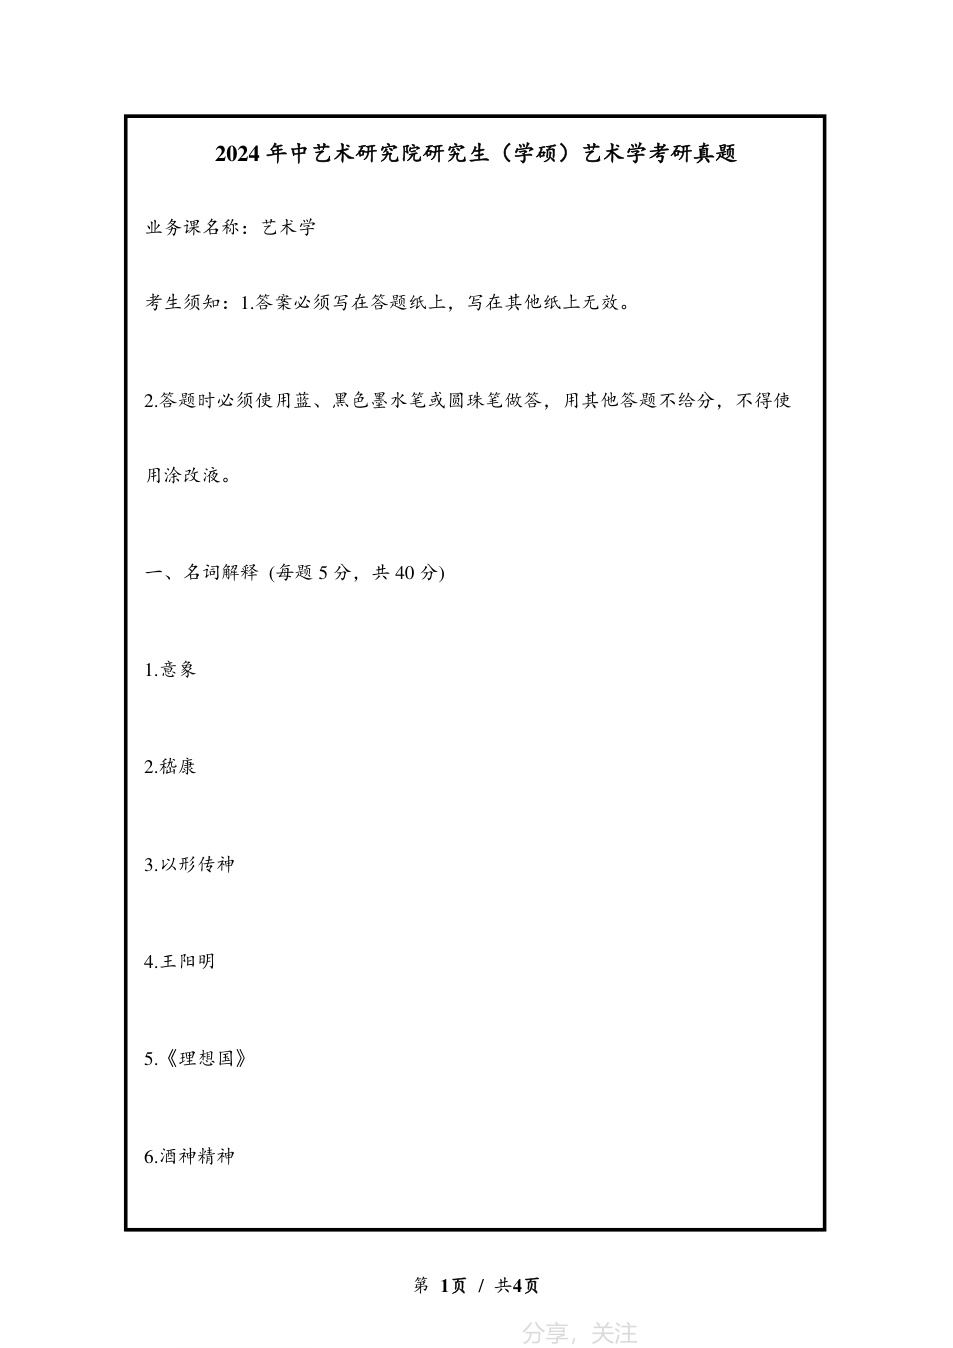 2024 年中艺术研究院研究生（学硕）艺术学考研真题
业务课名称：艺术学
考生须知：1.答案必须写在答题纸上，写在其他纸上无效。
2.答题时必须使用蓝、黑色墨水笔或圆珠笔做答，用其他答题不给分，不得使
用涂改液。
一、名词解释 (每题 5 分，共 40 分)
1.意象
2.嵇康
3.以形传神
4.王阳明
5.《理想国》
6.酒神精神
第 1页 / 共4页
分享，关注